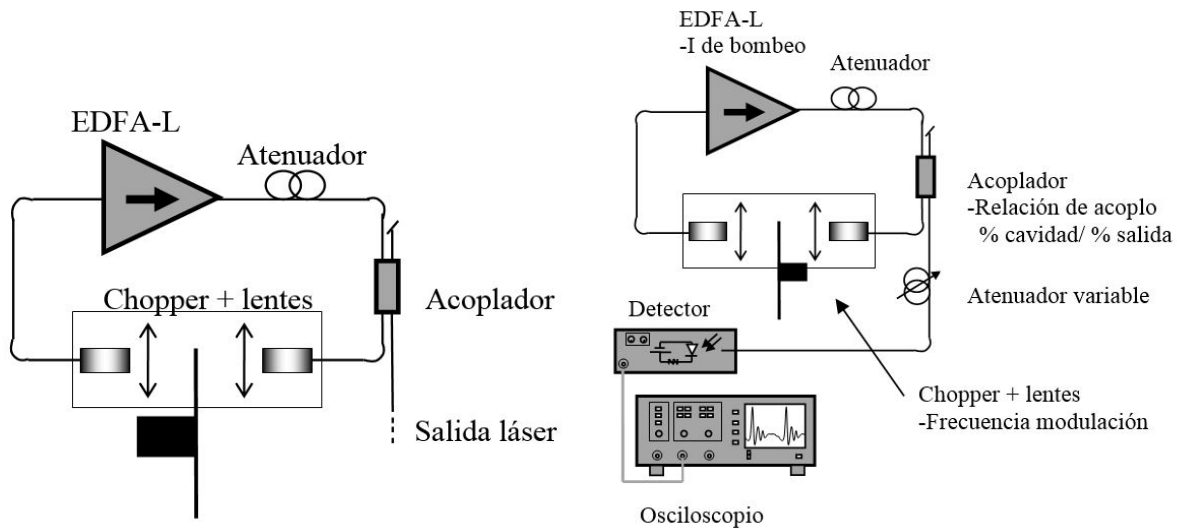 EDFA-L
Atenuador
Chopper + lentes
Acoplador
Salida láser
EDFA-L
-I de bombeo
Atenuador
Acoplador
-Relación de acoplo
% cavidad/ % salida
Atenuador variable
Detector
Chopper + lentes
-Frecuencia modulación
Osciloscopio